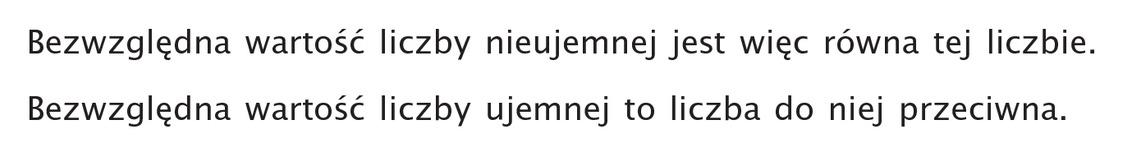 Bezwzględna wartość liczby nieujemnej jest więc równa tej liczbie.
Bezwzględna wartość liczby ujemnej to liczba do niej przeciwna.